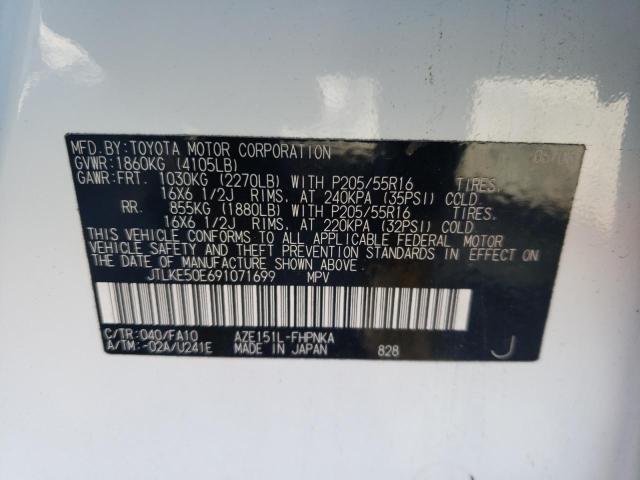 MFD. BY: TOYOTA MOTOR CORPORATION
GVWR: 1860KG (4105LB)
GAWR: FRT. 1030KG (2270LB) WITH P205/55R16 TIRES,
16X6 1/2J RIMS, AT 240KPA (35PSI) COLD.
RR. 855KG (1880LB) WITH P205/55R16 TIRES,
16X6 1/2J RIMS, AT 220KPA (32PSI) COLD.
THIS VEHICLE CONFORMS TO ALL APPLICABLE FEDERAL MOTOR
VEHICLE SAFETY AND THEFT PREVENTION STANDARDS IN EFFECT ON
THE DATE OF MANUFACTURE SHOWN ABOVE.
JTLKE50E691071699 MPV
C/TR: 040/FA10 AZE151L-FHPNKA
A/TM: -02A/U241E MADE IN JAPAN 828 J